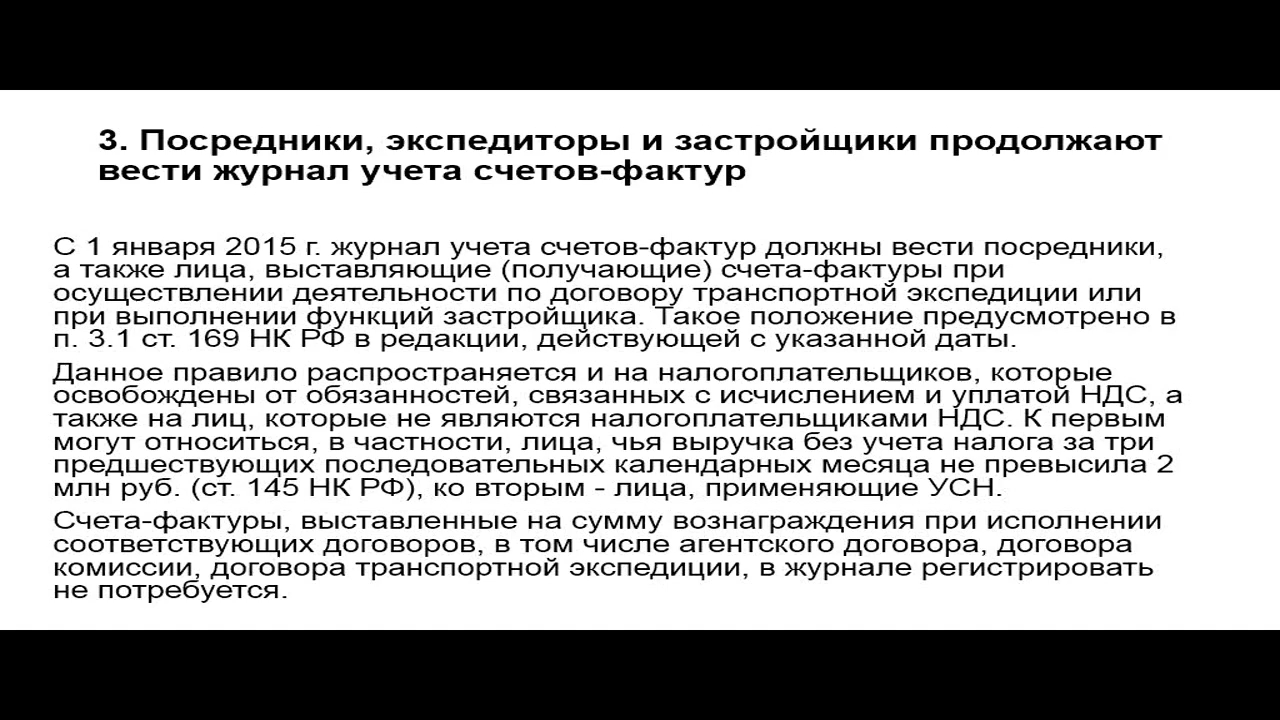 3. Посредники, экспедиторы и застройщики продолжают
вести журнал учета счетов-фактур
С 1 января 2015 г. журнал учета счетов-фактур должны вести посредники,
а также лица, выставляющие (получающие) счета-фактуры при
осуществлении деятельности по договору транспортной экспедиции или
при выполнении функций застройщика. Такое положение предусмотрено в
п. 3.1 ст. 169 НК РФ в редакции, действующей с указанной даты.
Данное правило распространяется и на налогоплательщиков, которые
освобождены от обязанностей, связанных с исчислением и уплатой НДС, а
также на лиц, которые не являются налогоплательщиками НДС. К первым
могут относиться, в частности, лица, чья выручка без учета налога за три
предшествующих последовательных календарных месяца не превысила 2
млн руб. (ст. 145 НК РФ), ко вторым - лица, применяющие УСН.
Счета-фактуры, выставленные на сумму вознаграждения при исполнении
соответствующих договоров, в том числе агентского договора, договора
комиссии, договора транспортной экспедиции, в журнале регистрировать
не потребуется.